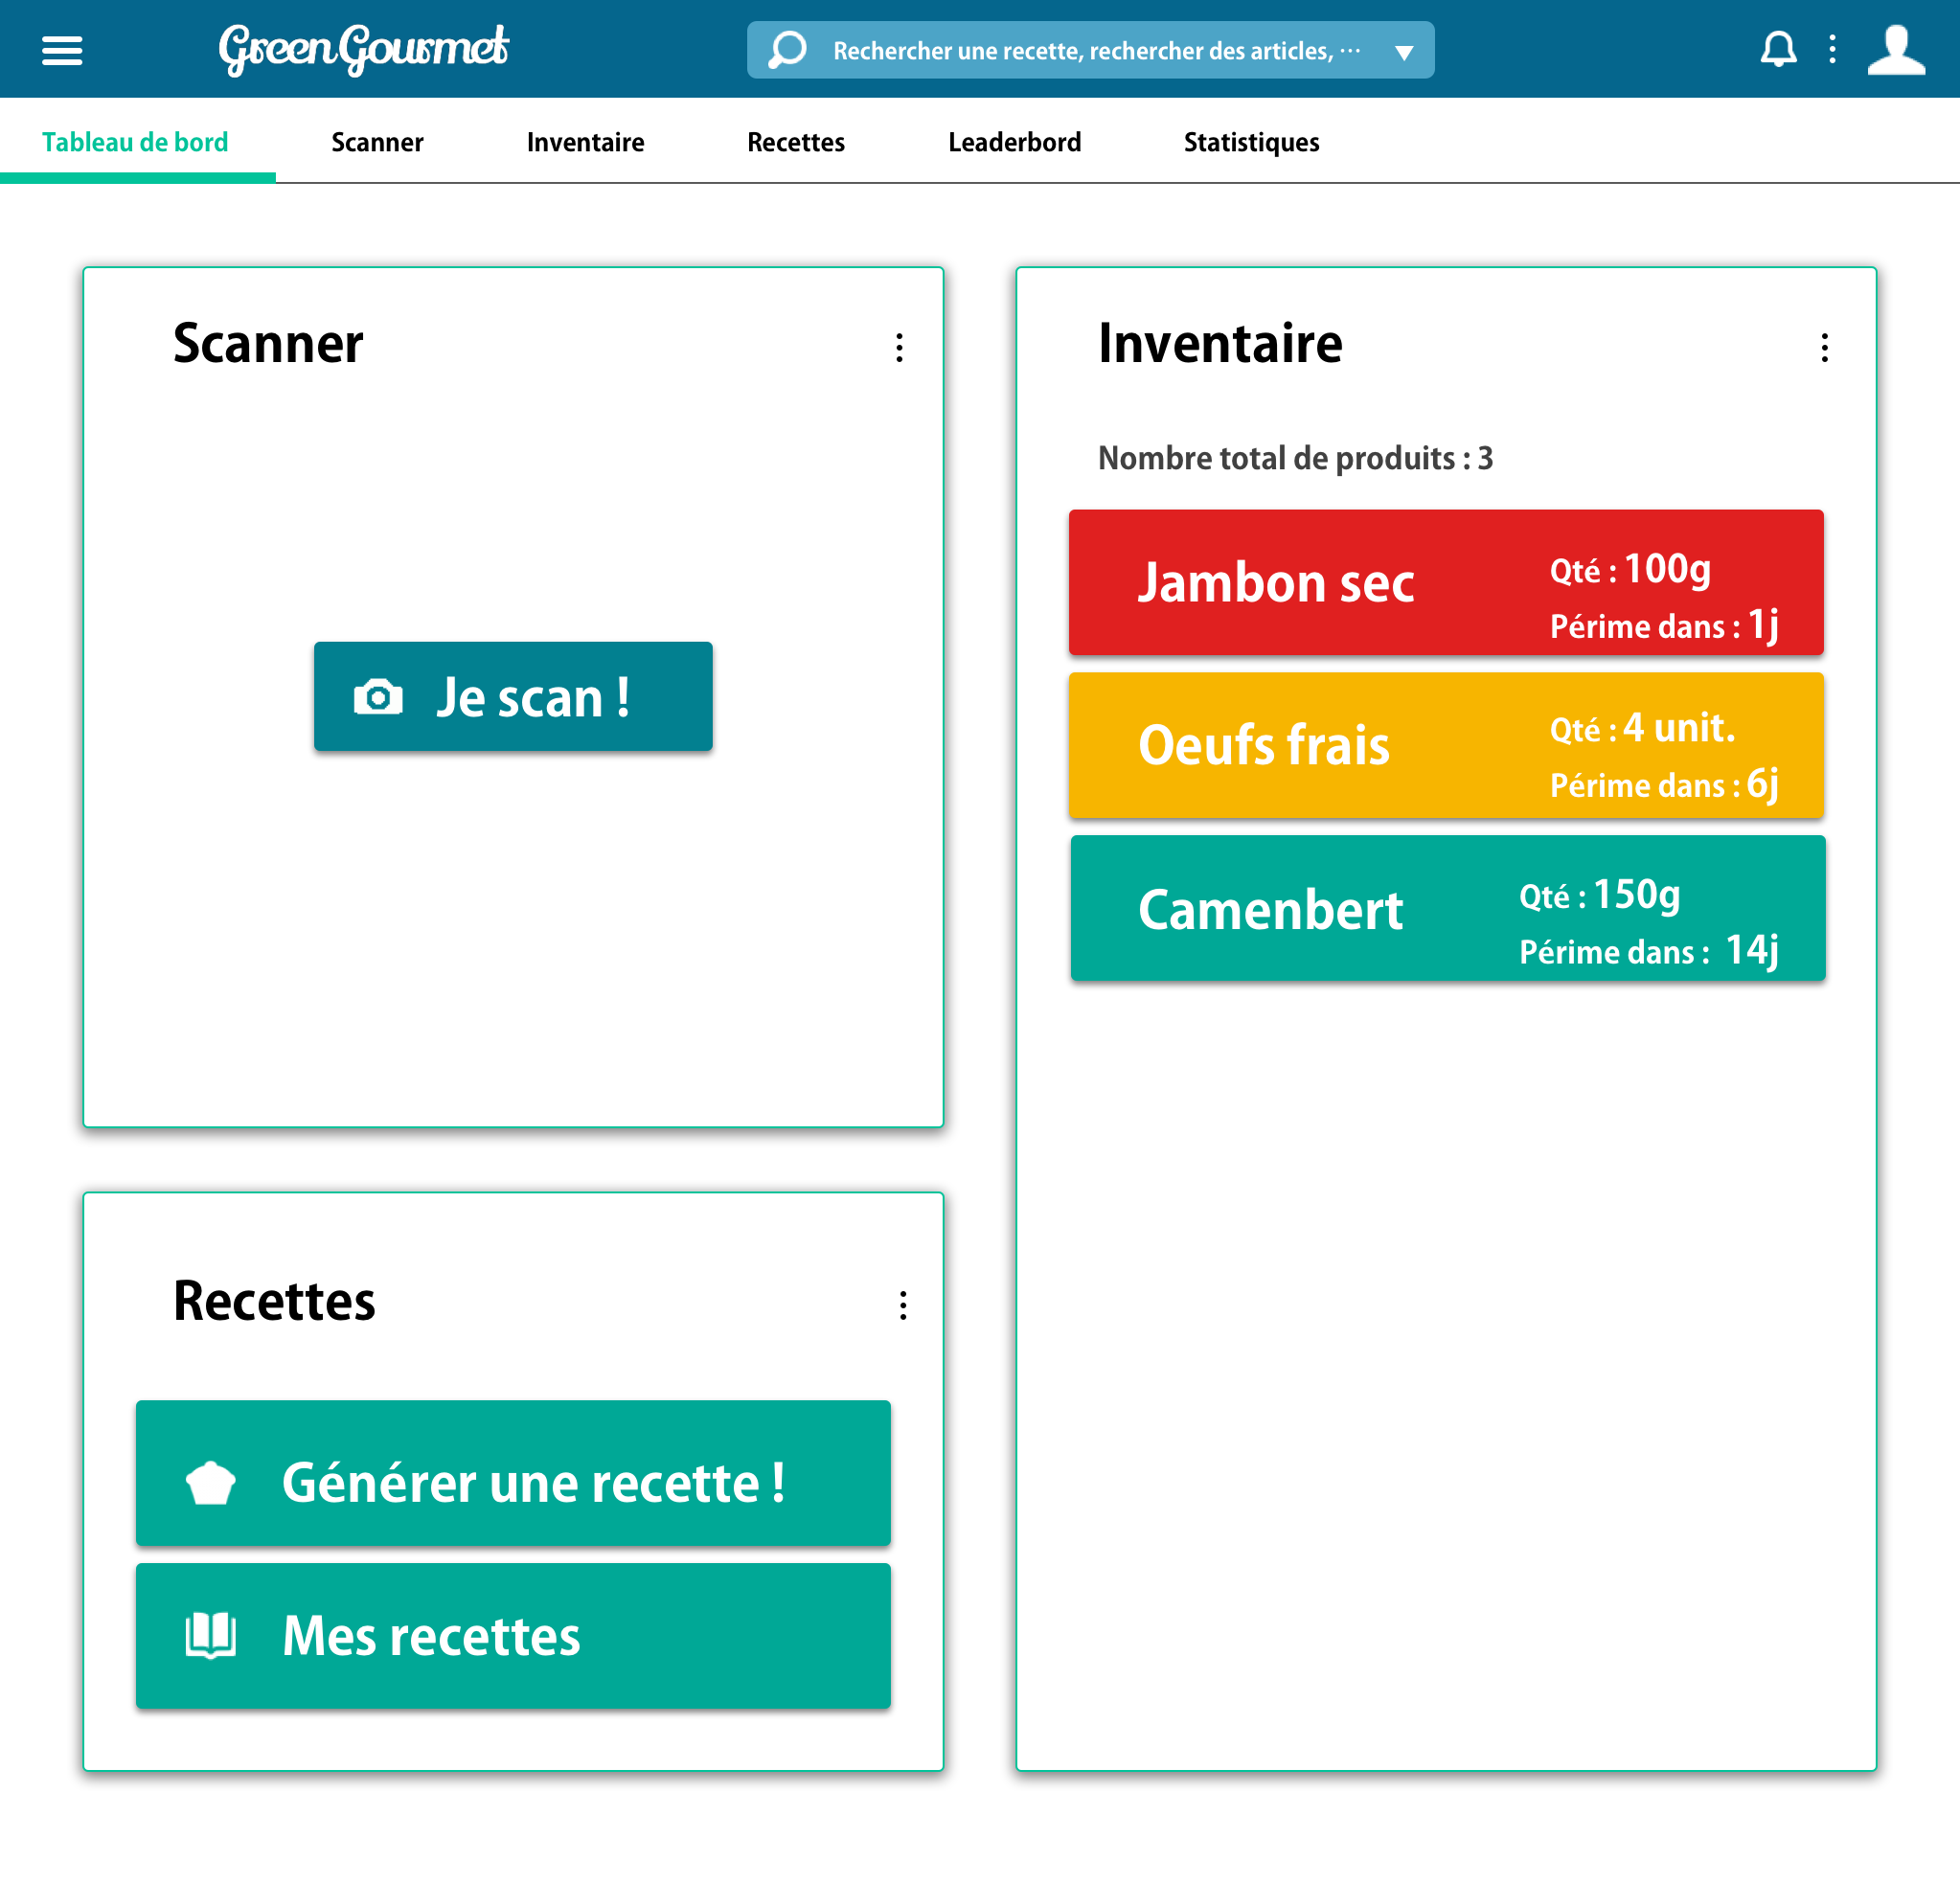 Green Gourmet
Rechercher une recette, rechercher des articles, ...
Tableau de bord
Scanner
Inventaire
Recettes
Leaderbord
Statistiques
Scanner
Je scan !
Inventaire
Nombre total de produits : 3
Jambon sec
Qté : 100g
Périme dans : 1j
Oeufs frais
Qté : 4 unit.
Périme dans : 6j
Camenbert
Qté : 150g
Périme dans : 14j
Recettes
Générer une recette !
Mes recettes